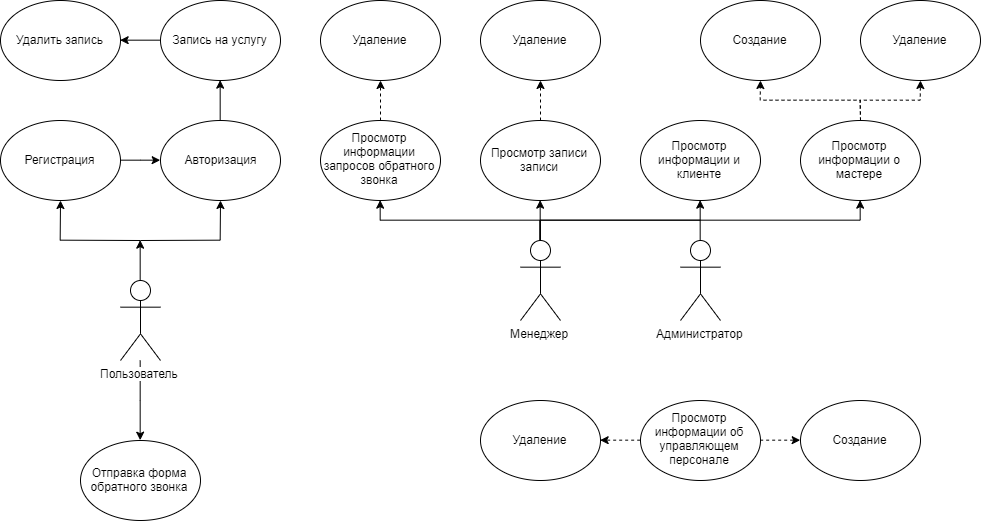 Удалить запись
Запись на услугу
Удаление
Удаление
Создание
Удаление
Регистрация
Авторизация
Просмотр
информации
запросов обратного
звонка
Просмотр записи
записи
Просмотр
информации и
клиенте
Просмотр
информации о
мастере
Менеджер
Администратор
Пользователь
Удаление
Просмотр
информации об
управляющем
персонале
Создание
Отправка форма
обратного звонка